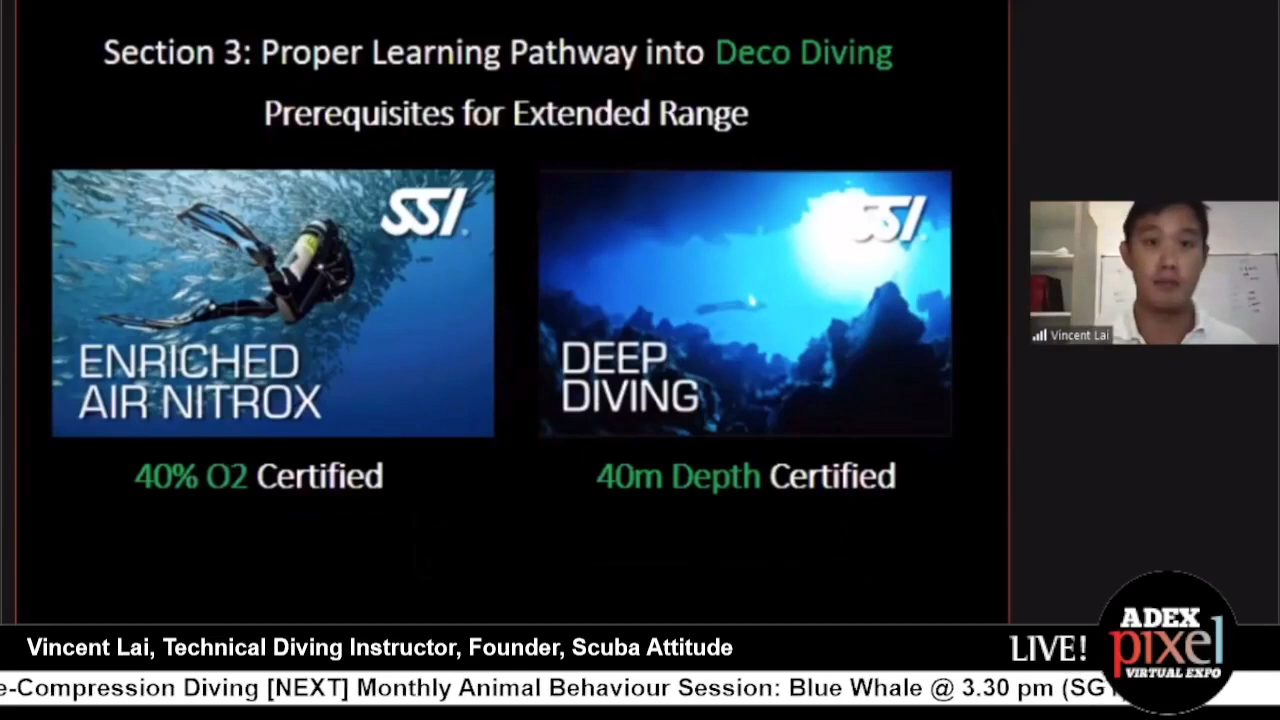 Section 3: Proper Learning Pathway into Deco Diving
Prerequisites for Extended Range
SSI
ENRICHED
AIR NITROX
SSI
DEEP
DIVING
40% O2 Certified
40m Depth Certified
Vincent Lai
Vincent Lai, Technical Diving Instructor, Founder, Scuba Attitude
LIVE!
ADEX
pixel
VIRTUAL EXPO
e-Compression Diving [NEXT] Monthly Animal Behaviour Session: Blue Whale @ 3.30 pm (SGT